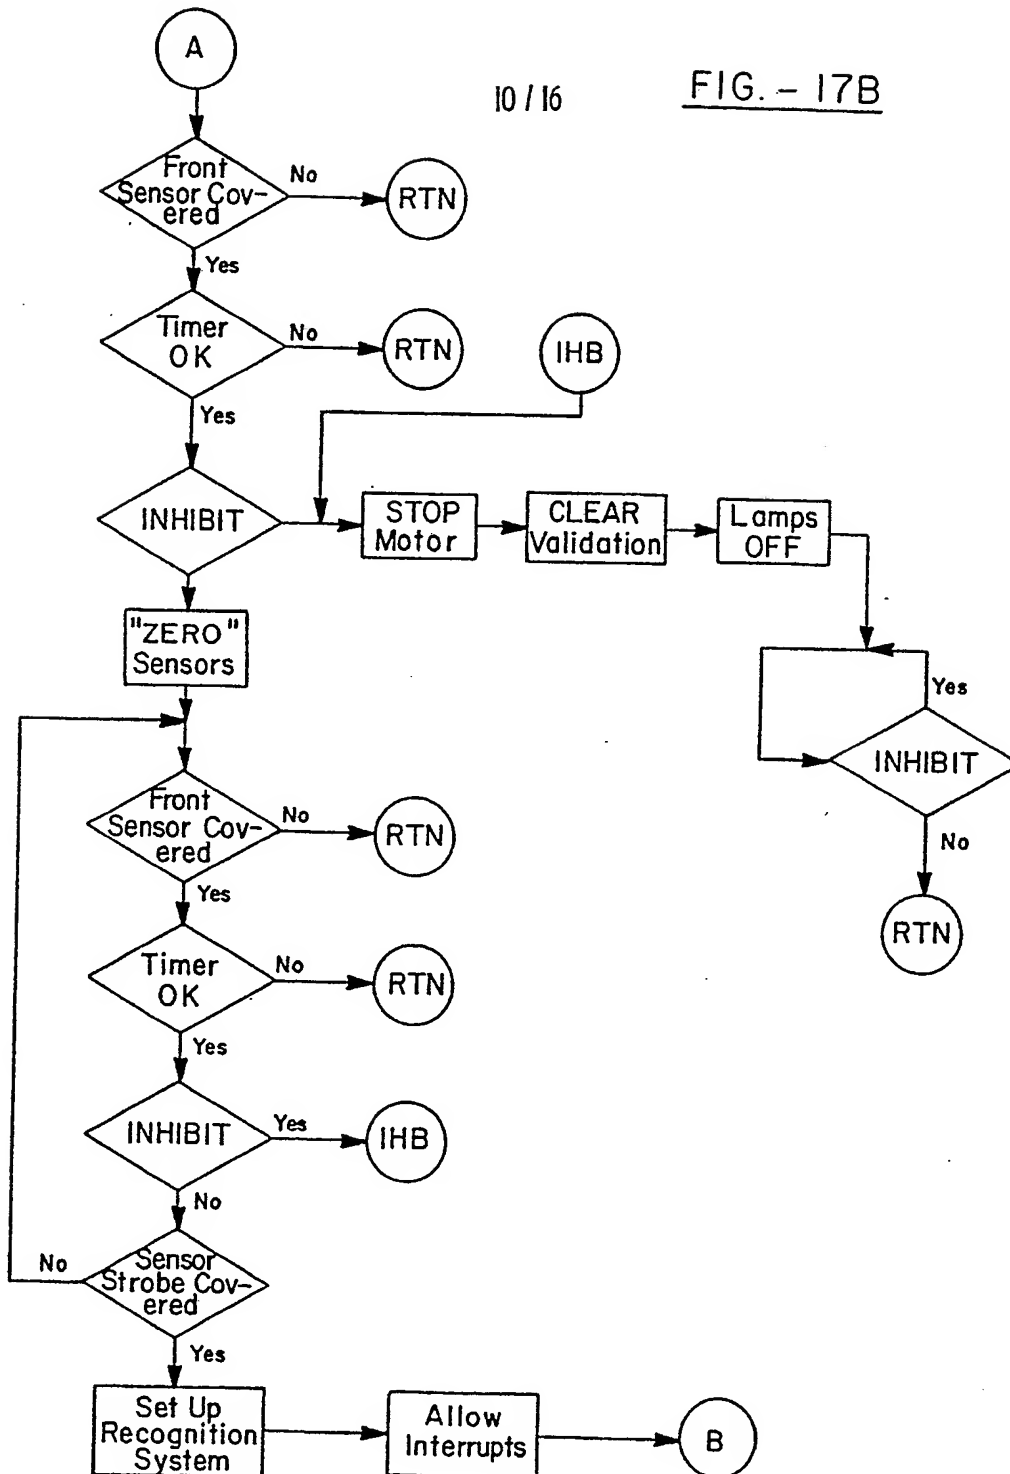 A
10/16
FIG. - 17B
Front
Sensor Cov-
ered
No
RTN
Yes
Timer
OK
No
RTN
IHB
Yes
INHIBIT
STOP
Motor
CLEAR
Validation
Lamps
OFF
"ZERO"
Sensors
Yes
INHIBIT
No
RTN
Front
Sensor Cov-
ered
No
RTN
Yes
Timer
OK
No
RTN
Yes
INHIBIT
Yes
IHB
No
Sensor
Strobe Cov-
ered
No
Yes
Set Up
Recognition
System
Allow
Interrupts
B